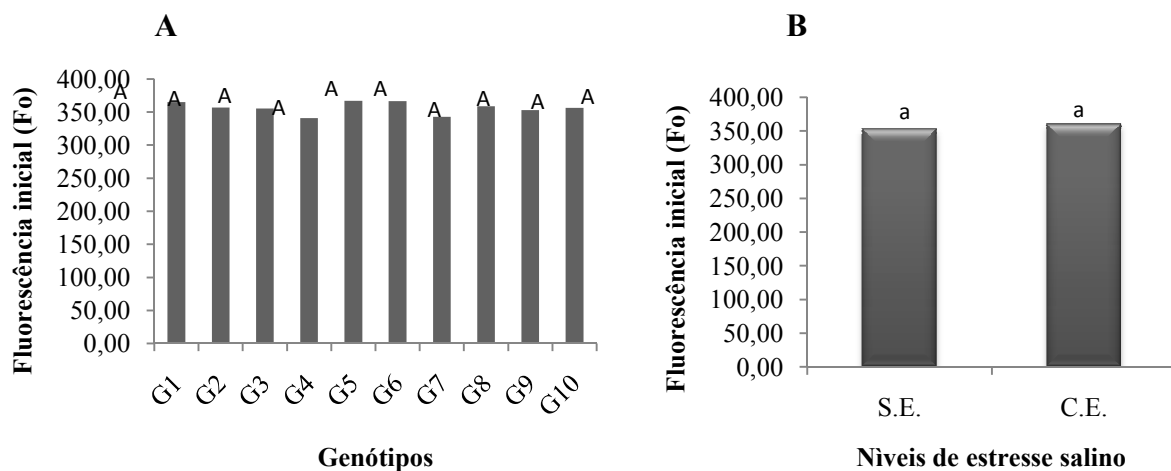 A
Fluorescência inicial (Fo)
400,00
350,00
300,00
250,00
200,00
150,00
100,00
50,00
0,00
A
A
A
A
A
A
A
A
A
A
G1
G2
G3
G4
G5
G6
G7
G8
G9
G10
Genótipos
B
Fluorescência inicial (Fo)
400,00
350,00
300,00
250,00
200,00
150,00
100,00
50,00
0,00
a
a
S.E.
C.E.
Nìveis de estresse salino